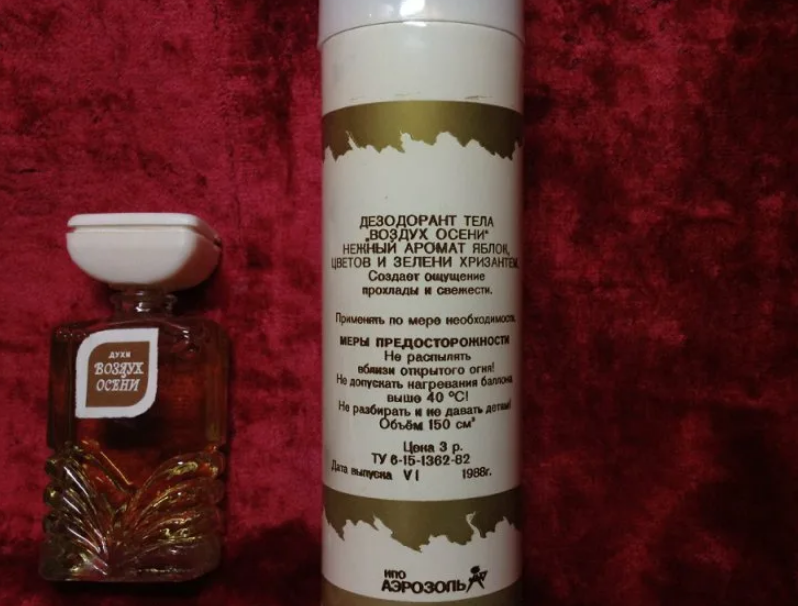 ДУХИ
ВОЗДУХ
ОСЕНИ
ДЕЗОДОРАНТ ТЕЛА
„ВОЗДУХ ОСЕНИ“
НЕЖНЫЙ АРОМАТ ЯБЛОК,
ЦВЕТОВ И ЗЕЛЕНИ ХРИЗАНТЕМ.
Создает ощущение
прохлады и свежести.
Применять по мере необходимости.
МЕРЫ ПРЕДОСТОРОЖНОСТИ
Не распылять
вблизи открытого огня!
Не допускать нагревания баллона
выше 40 °С!
Не разбирать и не давать детям!
Объём 150 см³
Цена 3 р.
ТУ 6-15-1362-82
Дата выпуска VI 1988г.
НПО
АЭРОЗОЛЬ